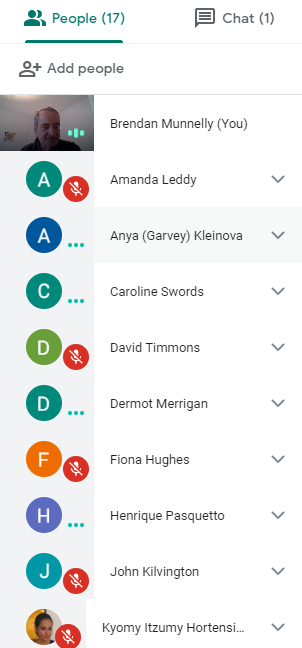 People (17)
Chat (1)
Add people
Brendan Munnelly (You)
A
Amanda Leddy
A
Anya (Garvey) Kleinova
C
Caroline Swords
D
David Timmons
D
Dermot Merrigan
F
Fiona Hughes
H
Henrique Pasquetto
J
John Kilvington
Kyomy Itzumy Hortensi...